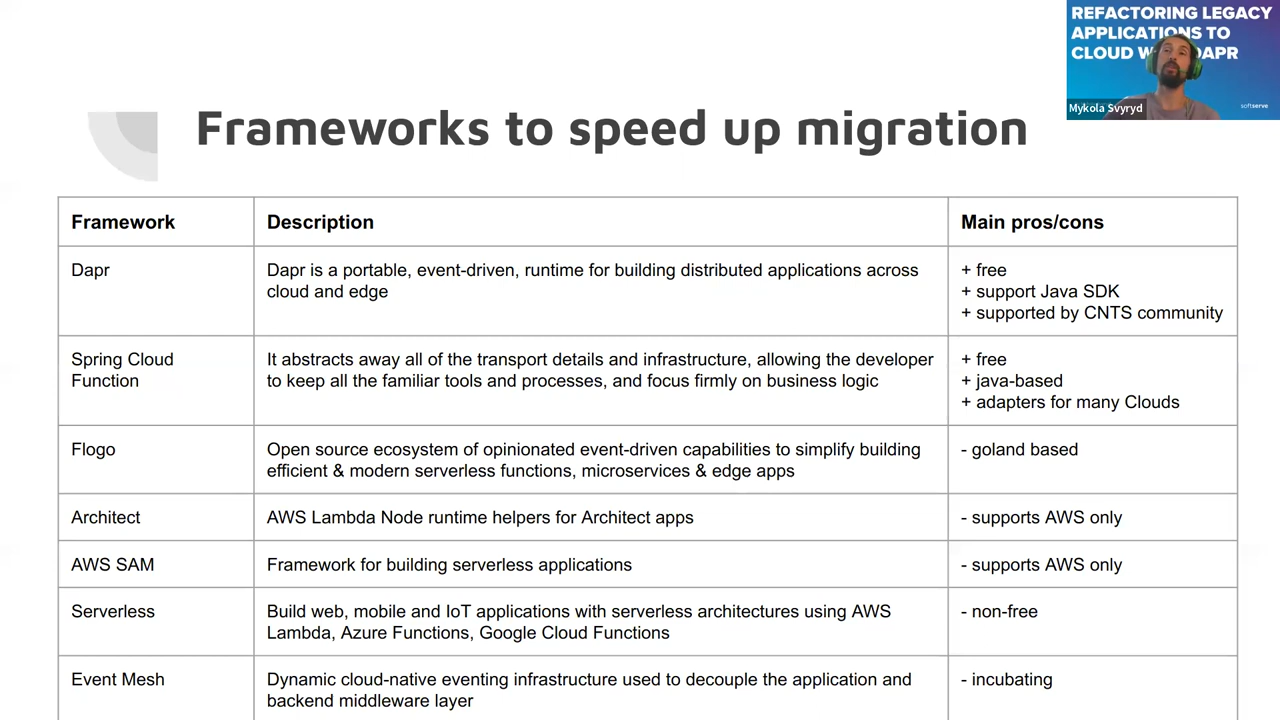 REFACTORING LEGACY
APPLICATIONS TO
CLOUD W DAPR
Mykola Svyryd
softserve
Frameworks to speed up migration
Framework
Description
Main pros/cons
Dapr
Dapr is a portable, event-driven, runtime for building distributed applications across
cloud and edge
+ free
+ support Java SDK
+ supported by CNTS community
Spring Cloud
Function
It abstracts away all of the transport details and infrastructure, allowing the developer
to keep all the familiar tools and processes, and focus firmly on business logic
+ free
+ java-based
+ adapters for many Clouds
Flogo
Open source ecosystem of opinionated event-driven capabilities to simplify building
efficient & modern serverless functions, microservices & edge apps
- goland based
Architect
AWS Lambda Node runtime helpers for Architect apps
- supports AWS only
AWS SAM
Framework for building serverless applications
- supports AWS only
Serverless
Build web, mobile and IoT applications with serverless architectures using AWS
Lambda, Azure Functions, Google Cloud Functions
- non-free
Event Mesh
Dynamic cloud-native eventing infrastructure used to decouple the application and
backend middleware layer
- incubating